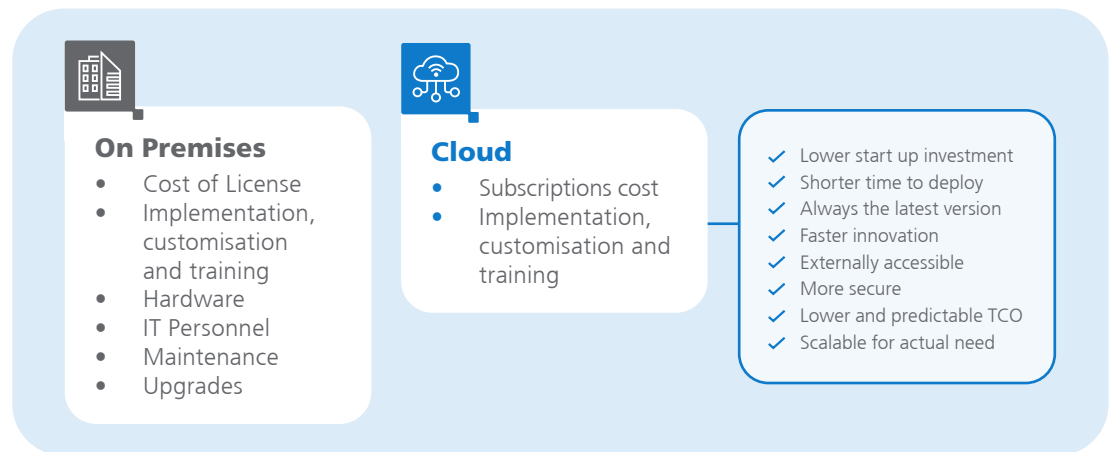 On Premises
• Cost of License
• Implementation,
customisation
and training
• Hardware
• IT Personnel
• Maintenance
• Upgrades
Cloud
• Subscriptions cost
• Implementation,
customisation and
training
✓ Lower start up investment
✓ Shorter time to deploy
✓ Always the latest version
✓ Faster innovation
✓ Externally accessible
✓ More secure
✓ Lower and predictable TCO
✓ Scalable for actual need